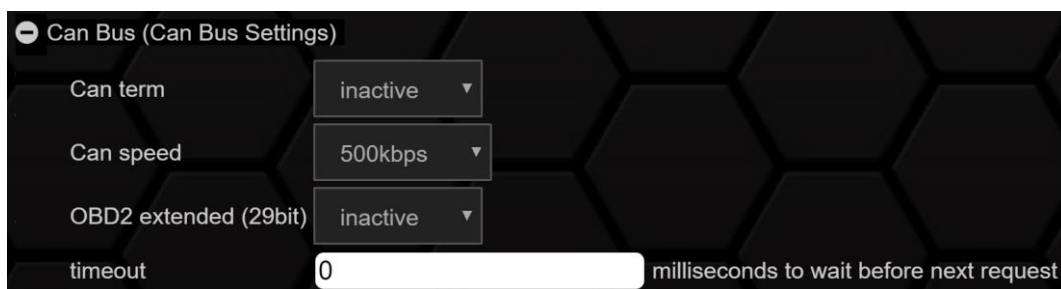 Can Bus (Can Bus Settings)
Can term inactive
Can speed 500kbps
OBD2 extended (29bit) inactive
timeout 0 milliseconds to wait before next request